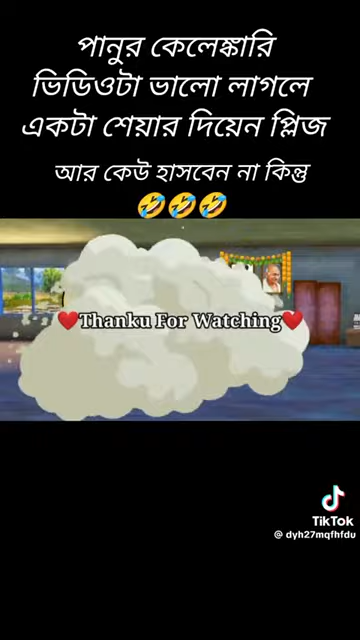 পানুর কেলেঙ্কারি
ভিডিওটা ভালো লাগলে
একটা শেয়ার দিয়েন প্লিজ
আর কেউ হাসবেন না কিন্তু
🤣🤣🤣
❤️Thanku For Watching❤️
TikTok
@ dyh27mqfhfdu